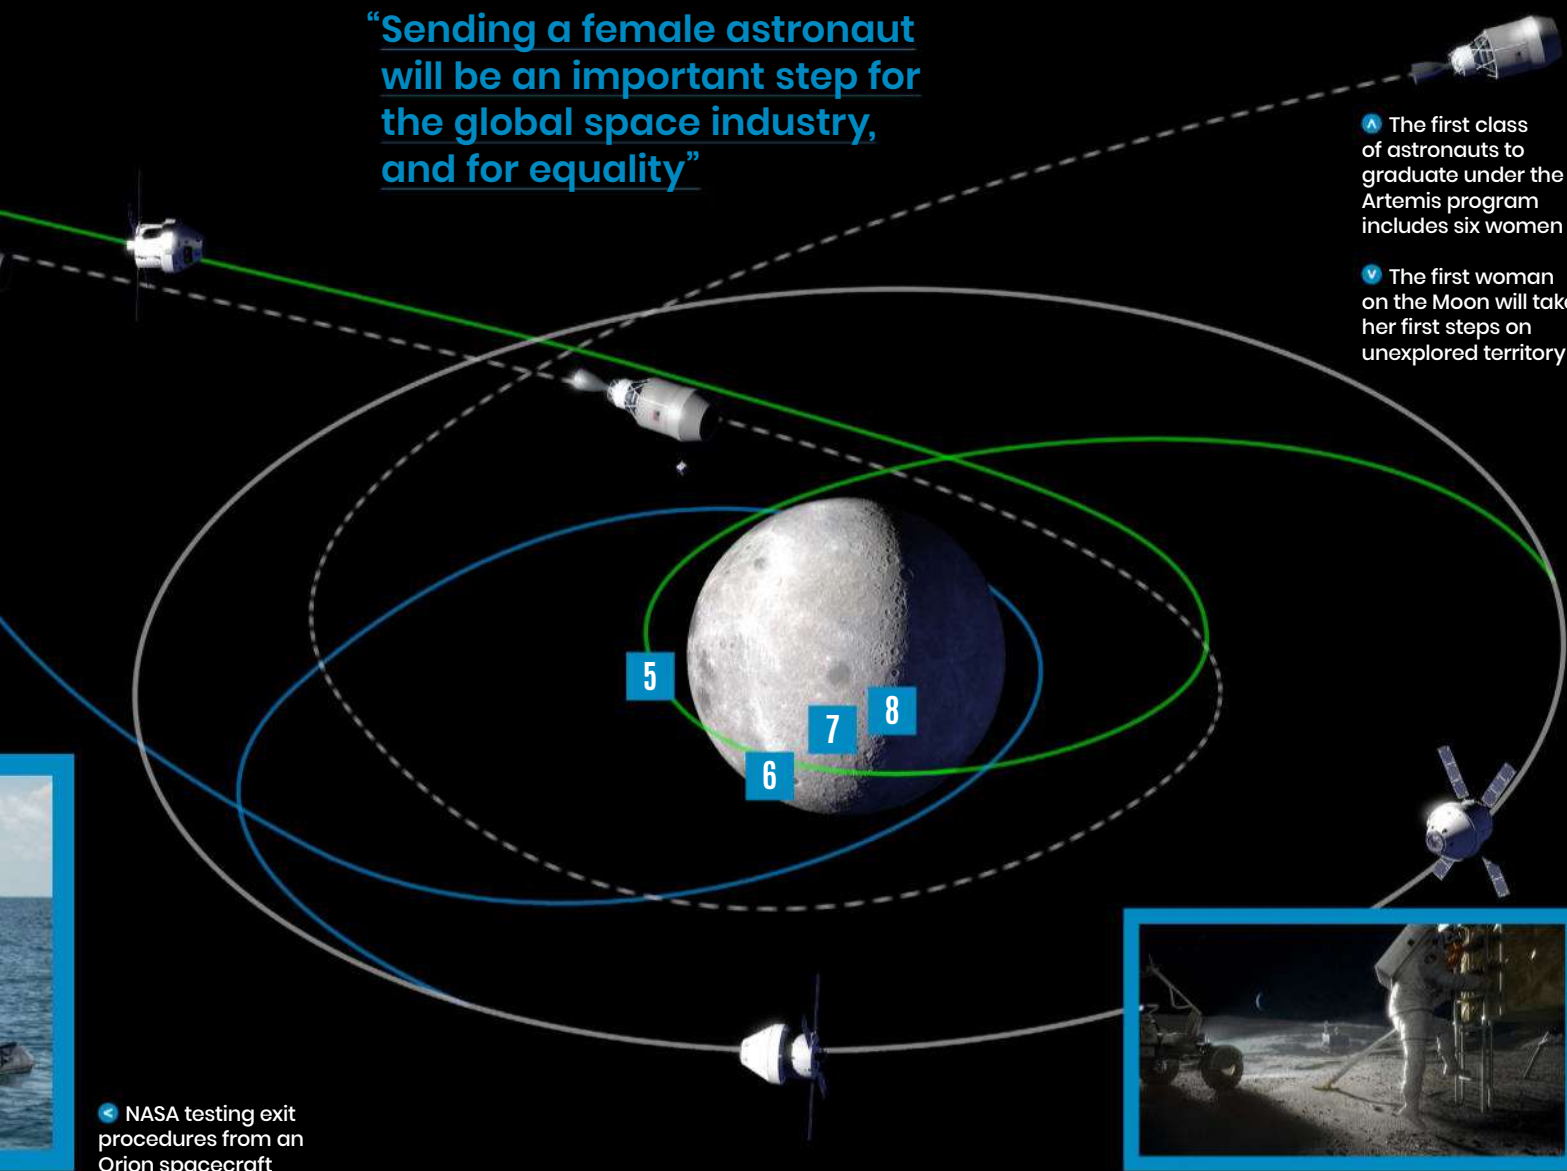 “Sending a female astronaut
will be an important step for
the global space industry,
and for equality”
The first class
of astronauts to
graduate under the
Artemis program
includes six women
The first woman
on the Moon will take
her first steps on
unexplored territory
5
6
7
8
NASA testing exit
procedures from an
Orion spacecraft